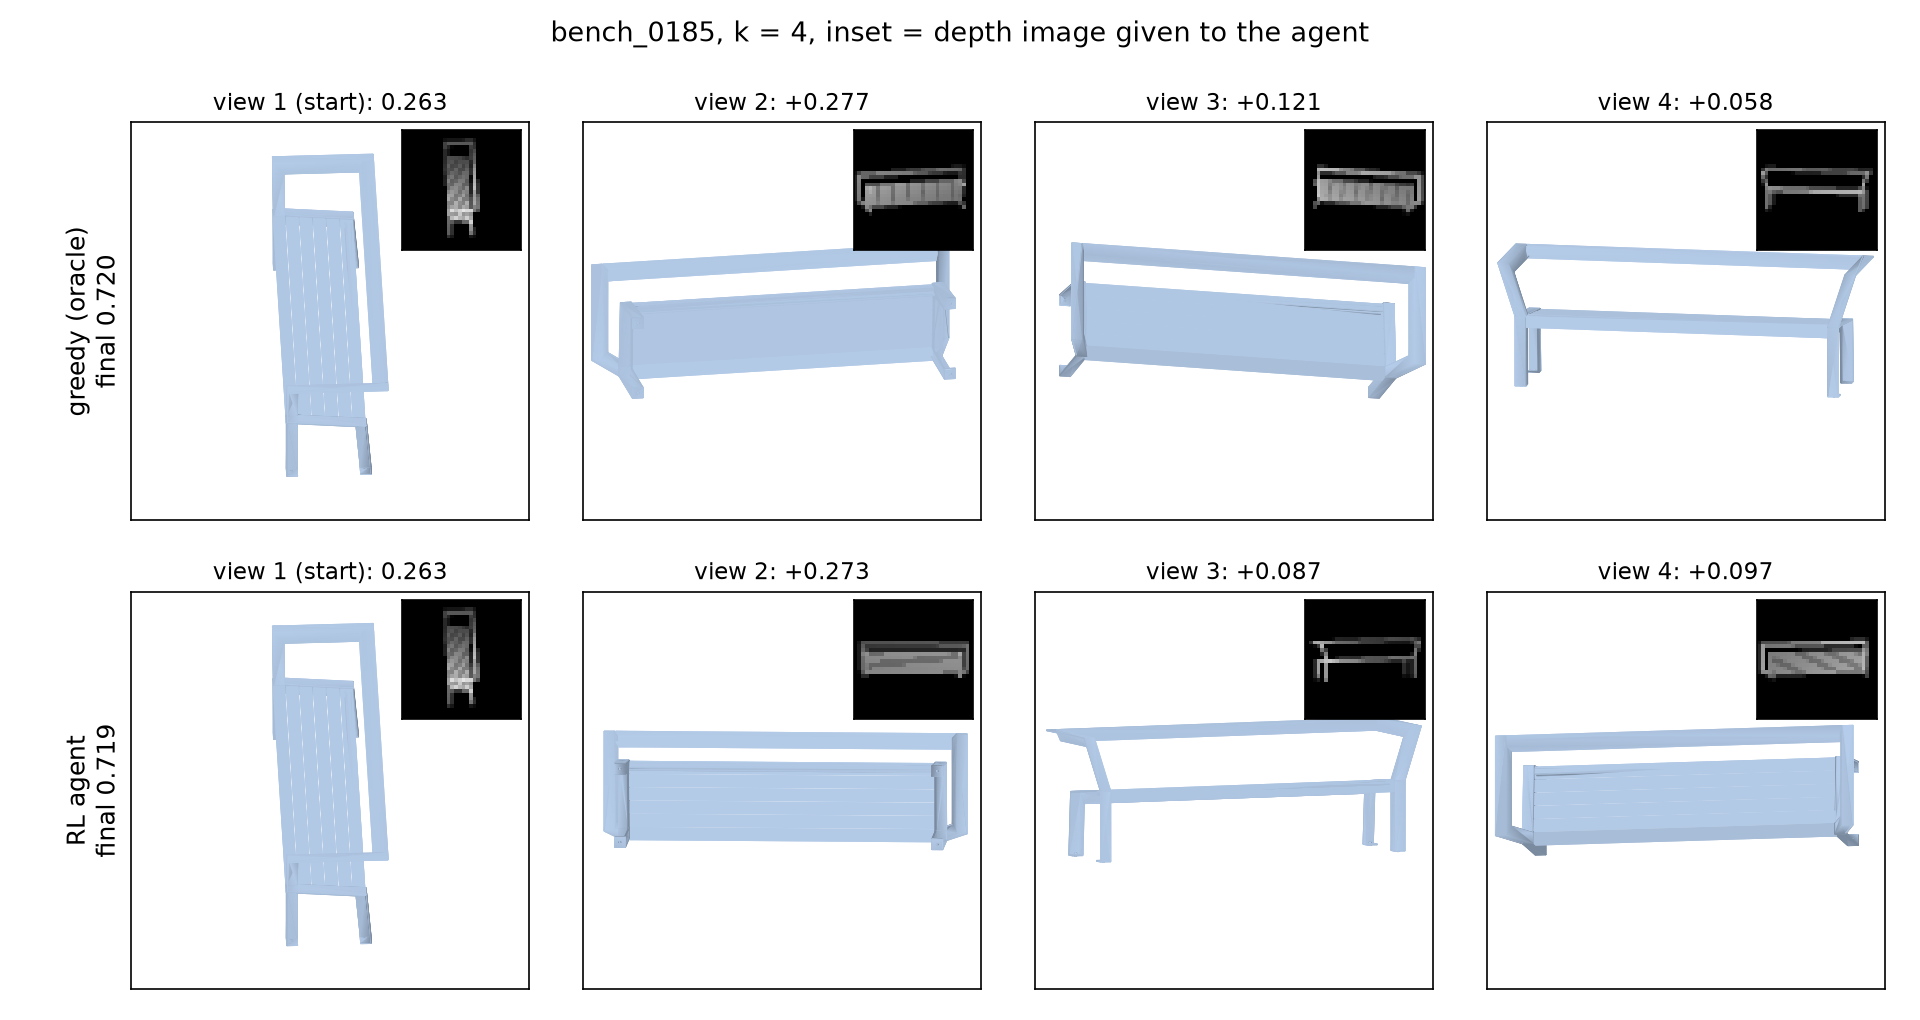 bench_0185, k = 4, inset = depth image given to the agent
view 1 (start): 0.263
view 2: +0.277
view 3: +0.121
view 4: +0.058
greedy (oracle)
final 0.720
view 1 (start): 0.263
view 2: +0.273
view 3: +0.087
view 4: +0.097
RL agent
final 0.719